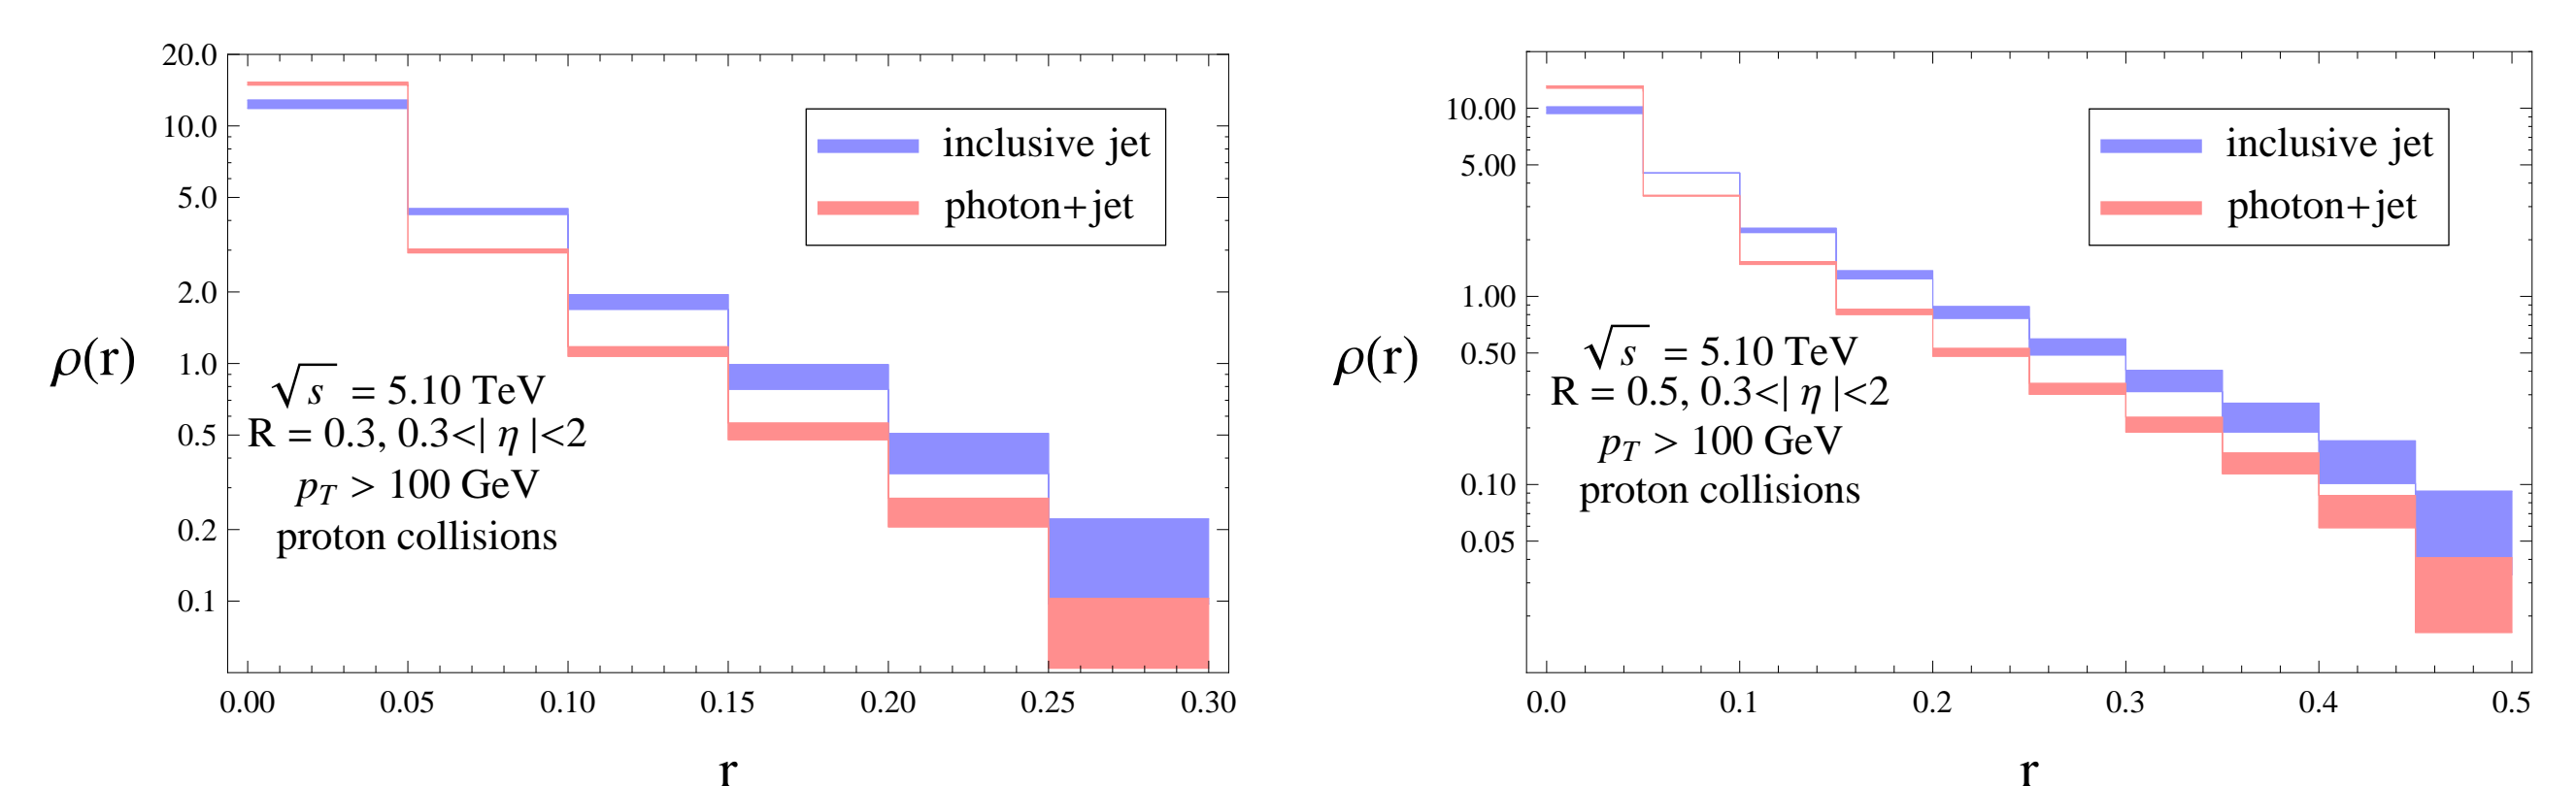 20.0
10.0
5.0
2.0
1.0
0.5
0.2
0.1
ρ(r)
inclusive jet
photon+jet
√s = 5.10 TeV
R = 0.3, 0.3<| η |<2
p_T > 100 GeV
proton collisions
0.00 0.05 0.10 0.15 0.20 0.25 0.30
r
10.00
5.00
1.00
0.50
0.10
0.05
ρ(r)
inclusive jet
photon+jet
√s = 5.10 TeV
R = 0.5, 0.3<| η |<2
p_T > 100 GeV
proton collisions
0.0 0.1 0.2 0.3 0.4 0.5
r